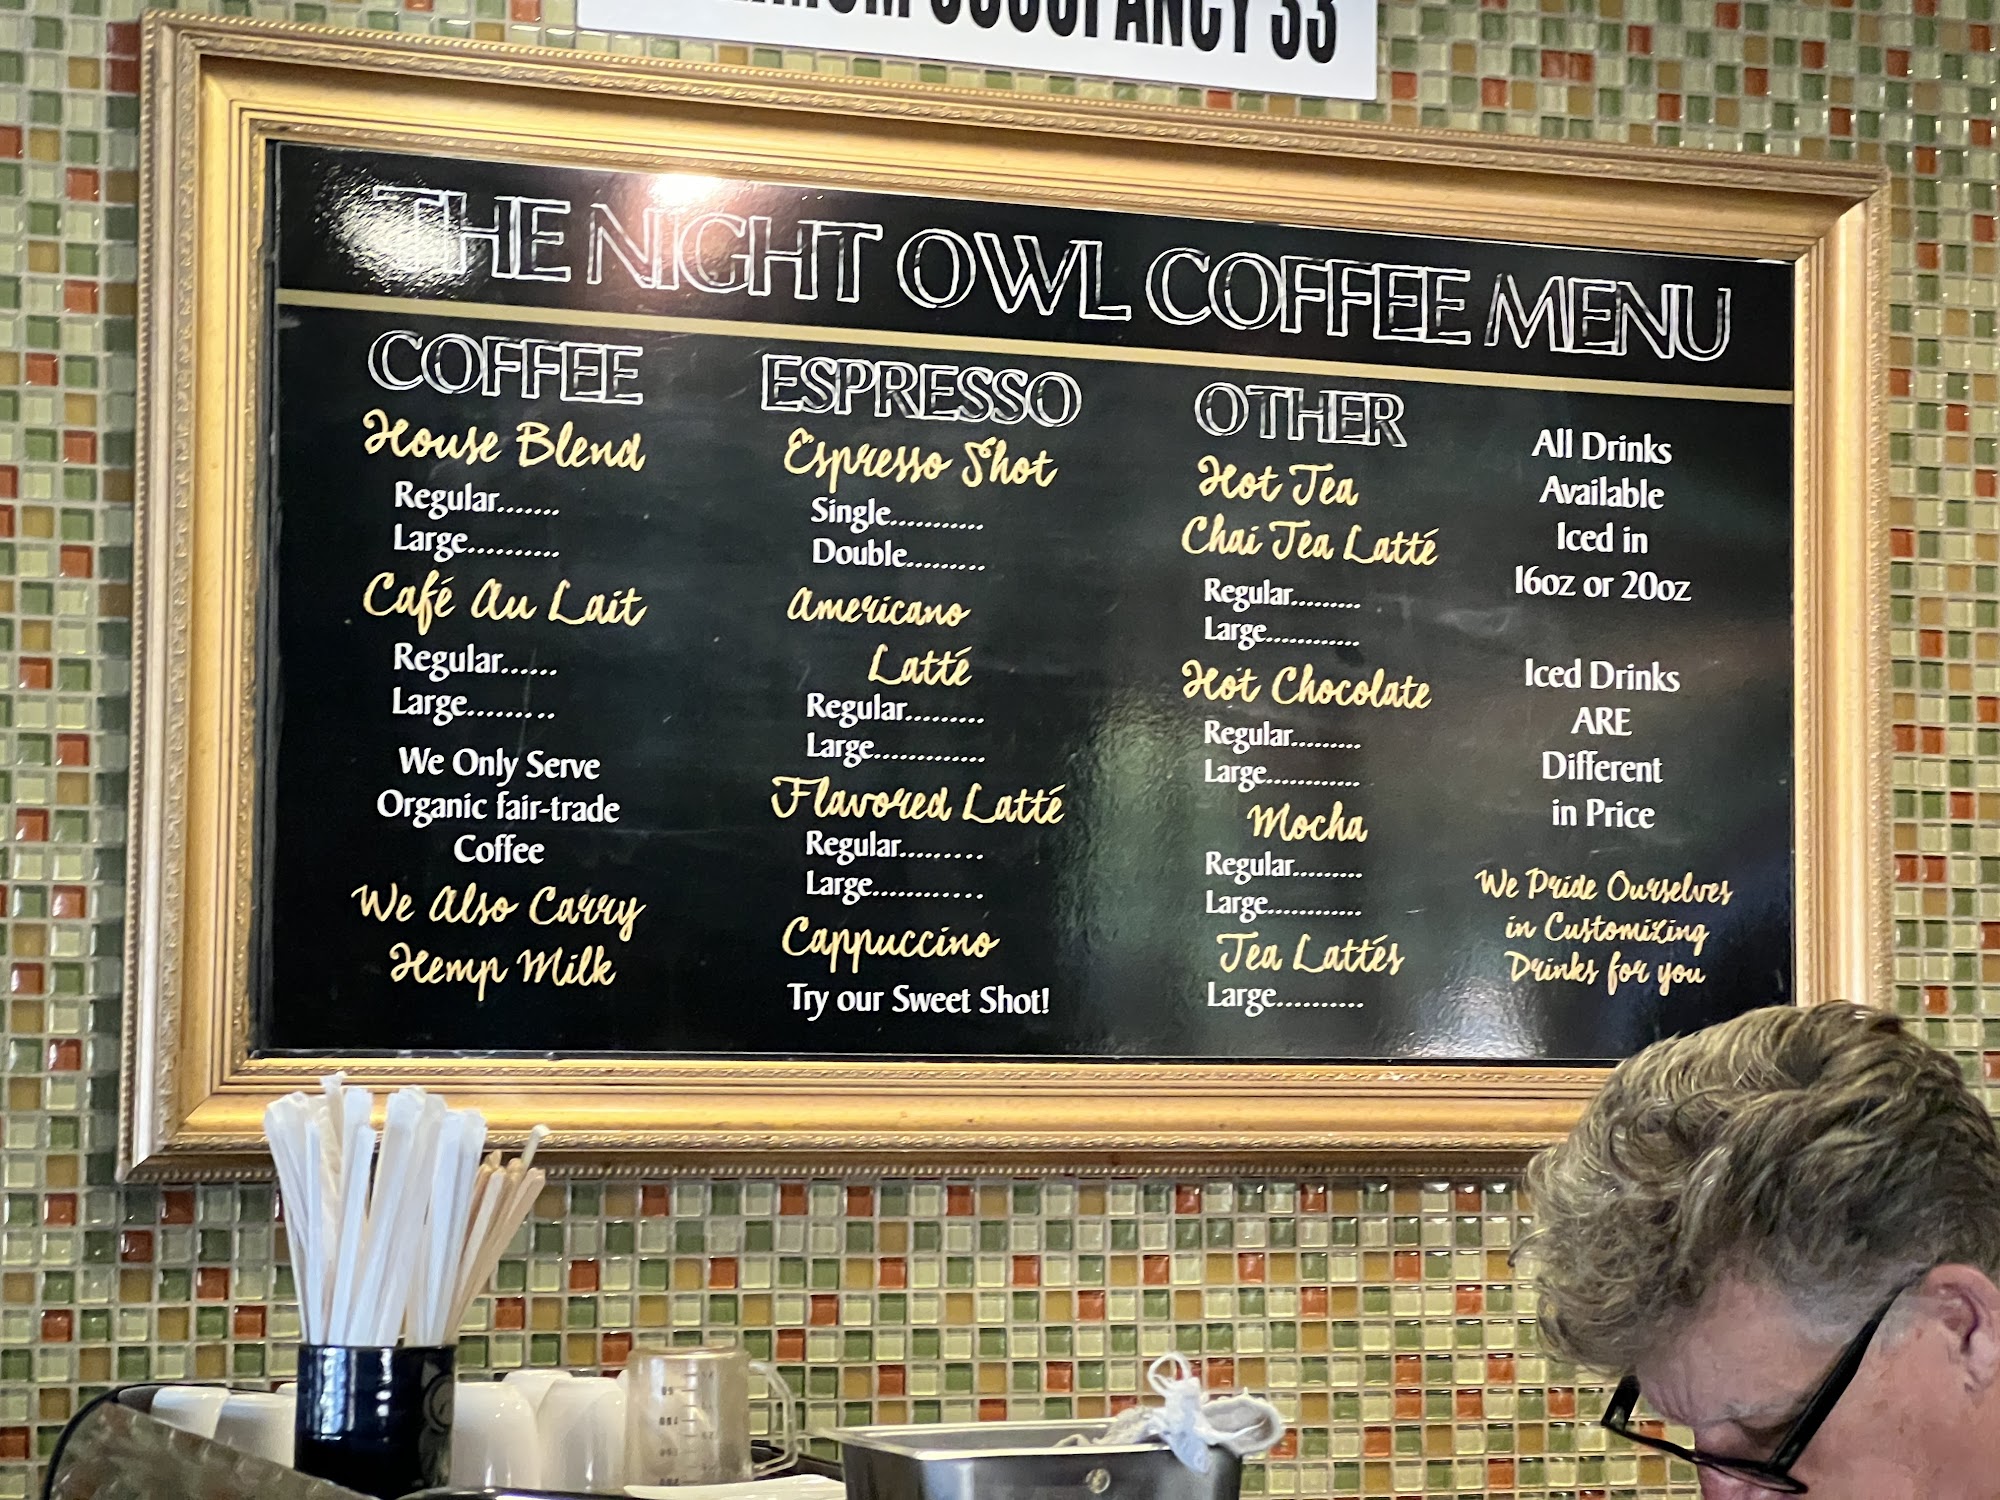 OCCUPANCY 33
THE NIGHT OWL COFFEE MENU
COFFEE
House Blend
Regular.......
Large..........
Café Au Lait
Regular......
Large.........
We Only Serve
Organic fair-trade
Coffee
We Also Carry
Hemp Milk
ESPRESSO
Espresso Shot
Single...........
Double.........
Americano
Latté
Regular.........
Large.............
Flavored Latté
Regular.........
Large............
Cappuccino
Try our Sweet Shot!
OTHER
Hot Tea
Chai Tea Latté
Regular.........
Large............
Hot Chocolate
Regular.........
Large............
Mocha
Regular.........
Large............
Tea Lattés
Large..........
All Drinks
Available
Iced in
16oz or 20oz
Iced Drinks
ARE
Different
in Price
We Pride Ourselves
in Customizing
Drinks for you